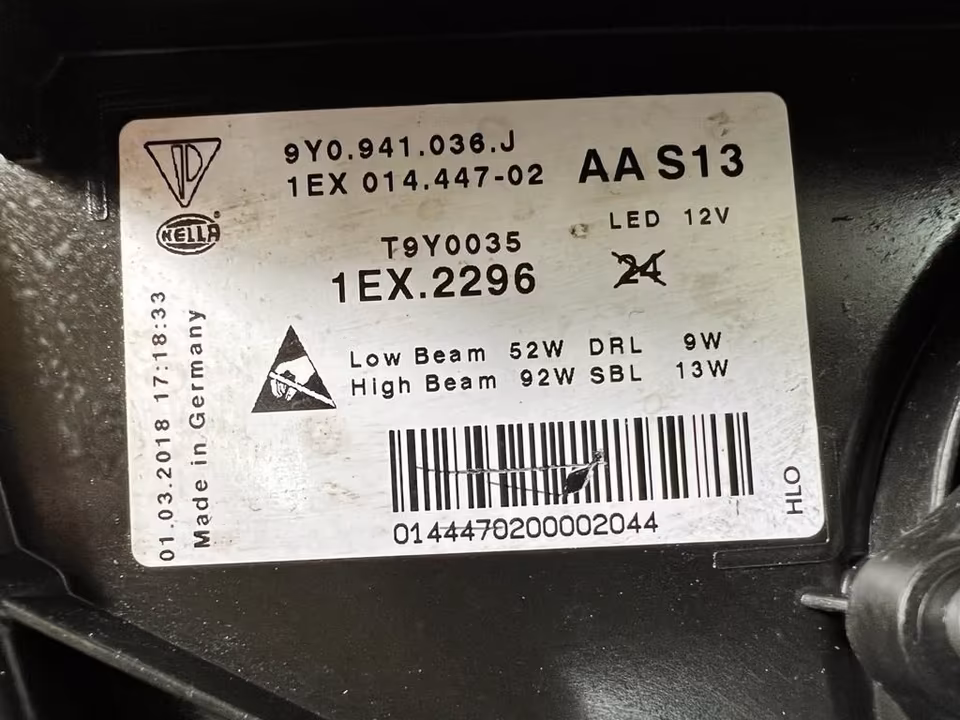 9Y0.941.036.J
1EX 014.447-02
AA S13
HELLA
®
LED 12V
T9Y0035
1EX.2296
24
Low Beam 52W DRL 9W
High Beam 92W SBL 13W
01.03.2018 17:18:33
Made in Germany
HLO
0144470200002044